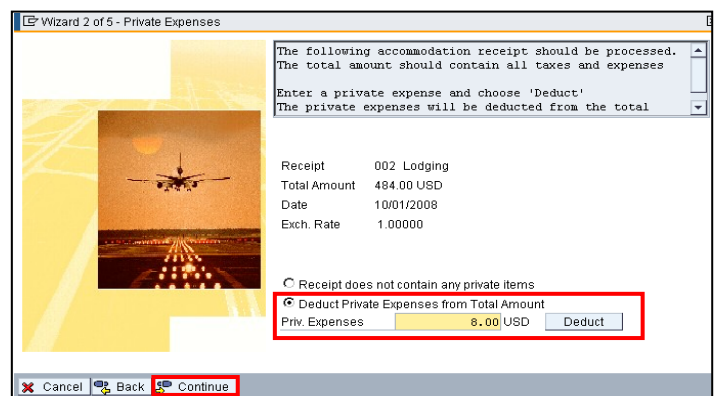 Wizard 2 of 5 - Private Expenses
The following accommodation receipt should be processed.
The total amount should contain all taxes and expenses
Enter a private expense and choose 'Deduct'
The private expenses will be deducted from the total
Receipt 002 Lodging
Total Amount 484.00 USD
Date 10/01/2008
Exch. Rate 1.00000
Receipt does not contain any private items
Deduct Private Expenses from Total Amount
Priv. Expenses 8.00 USD Deduct
Cancel Back Continue